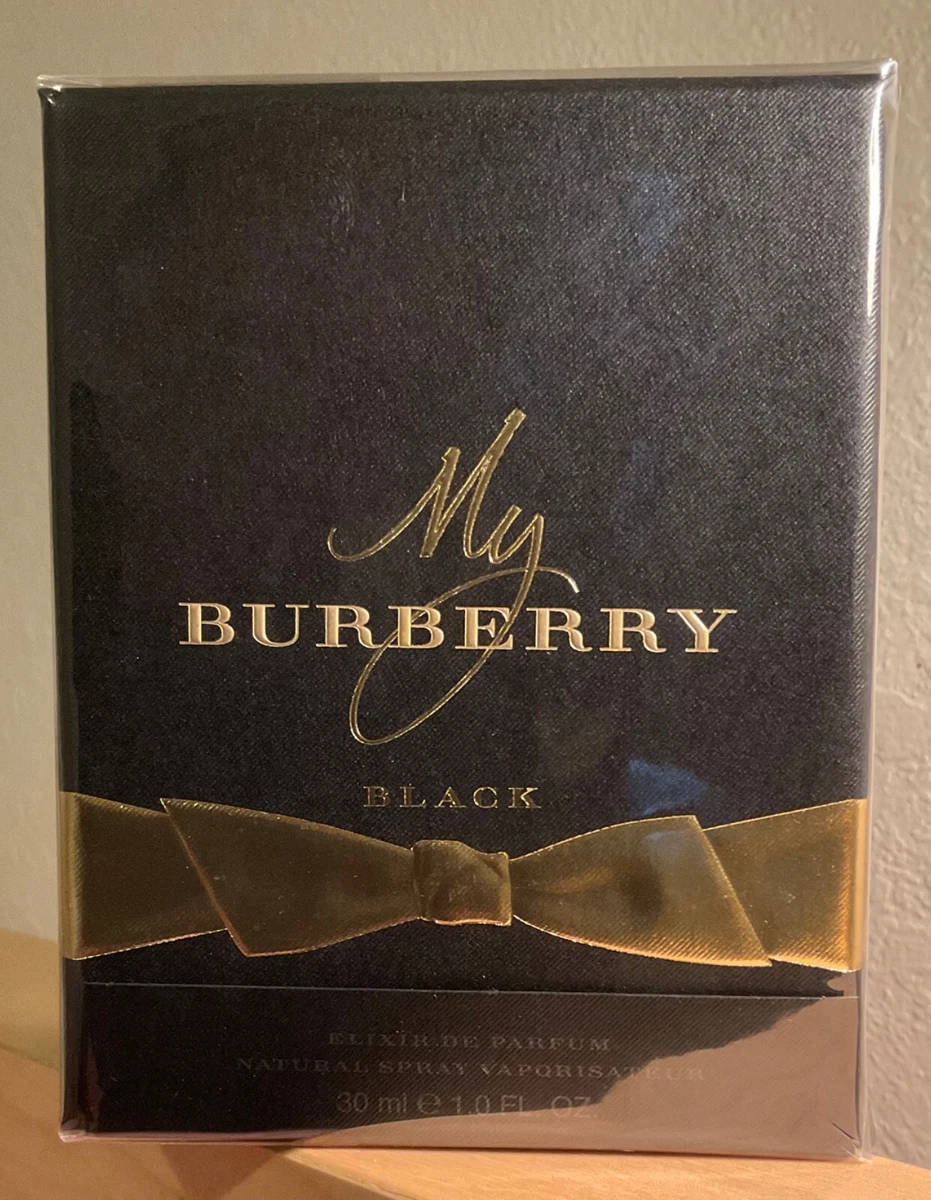 My
BURBERRY
BLACK
ELIXIR DE PARFUM
NATURAL SPRAY VAPORISATEUR
30 ml ℮ 1.0 FL. OZ.